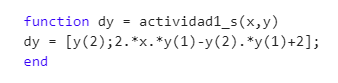 function dy = actividad1_s(x,y)
dy = [y(2);2.*x.*y(1)-y(2).*y(1)+2];
end